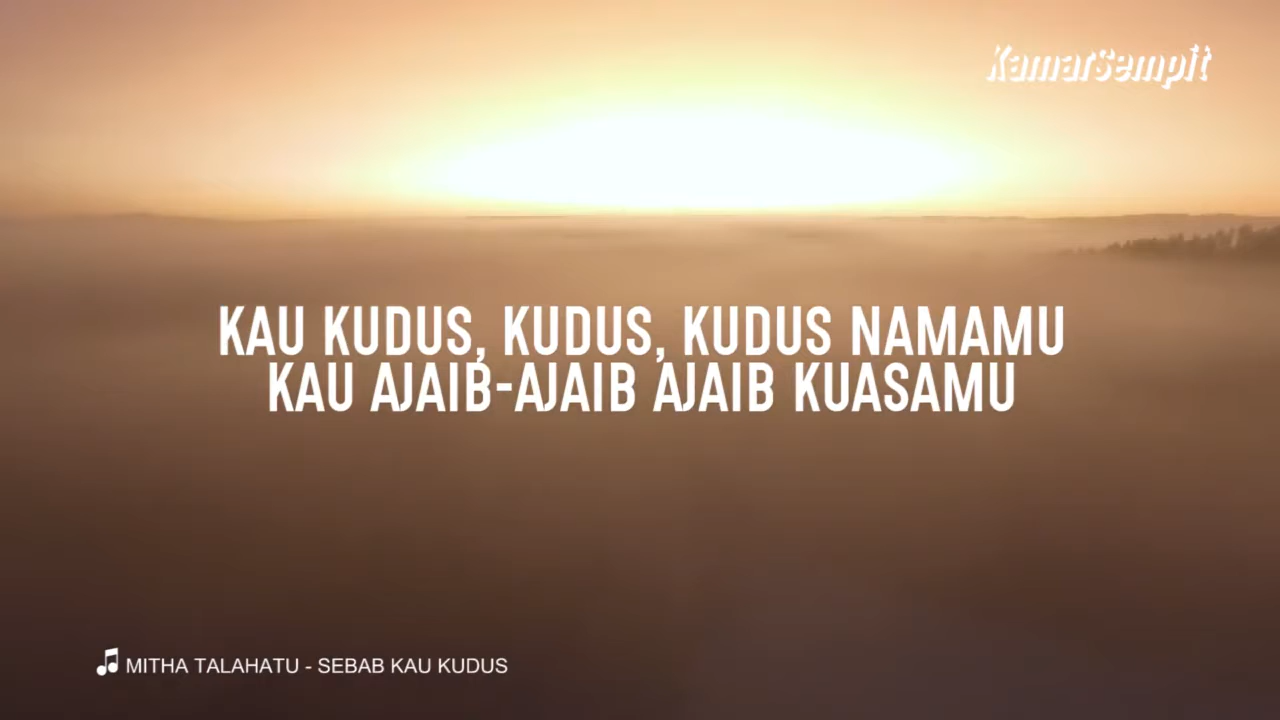 KamarSempit
KAU KUDUS, KUDUS, KUDUS NAMAMU
KAU AJAIB-AJAIB AJAIB KUASAMU
MITHA TALAHATU - SEBAB KAU KUDUS